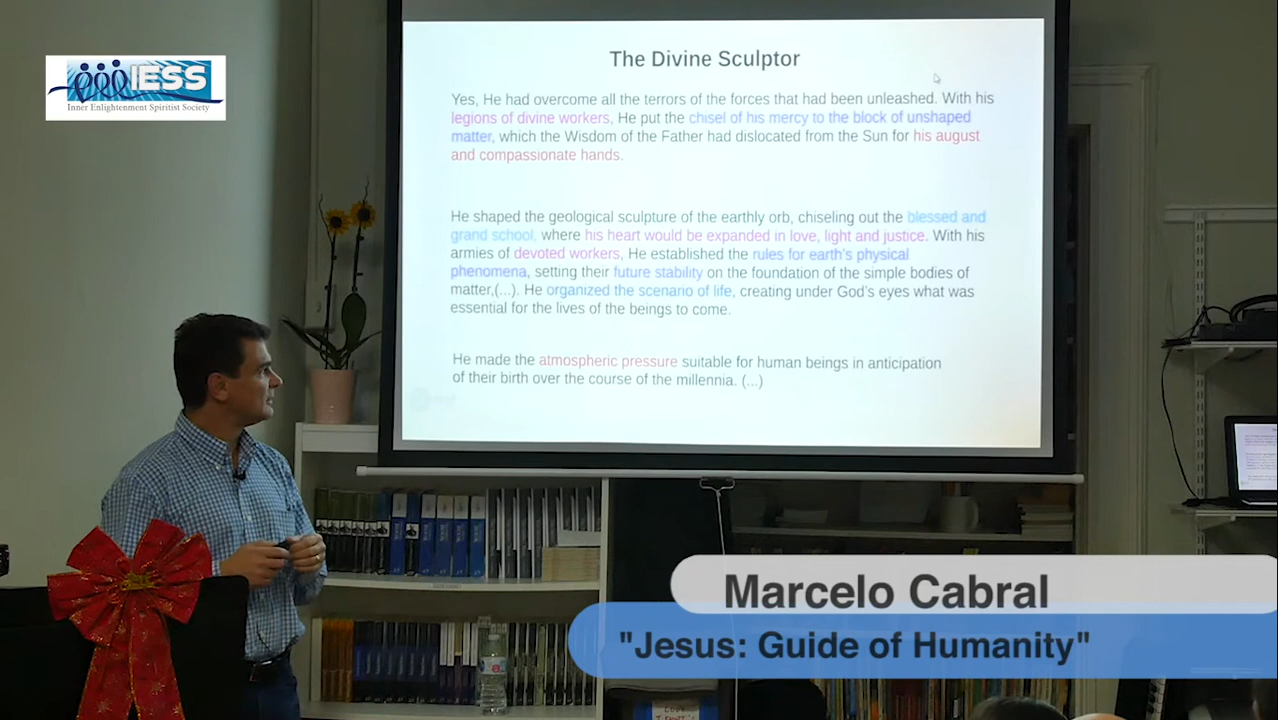 IESS
Inner Enlightenment Spiritist Society
The Divine Sculptor
Yes, He had overcome all the terrors of the forces that had been unleashed. With his
legions of divine workers, He put the chisel of his mercy to the block of unshaped
matter, which the Wisdom of the Father had dislocated from the Sun for his august
and compassionate hands.
He shaped the geological sculpture of the earthly orb, chiseling out the blessed and
grand school, where his heart would be expanded in love, light and justice. With his
armies of devoted workers, He established the rules for earth's physical
phenomena, setting their future stability on the foundation of the simple bodies of
matter,(...). He organized the scenario of life, creating under God's eyes what was
essential for the lives of the beings to come.
He made the atmospheric pressure suitable for human beings in anticipation
of their birth over the course of the millennia. (...)
Marcelo Cabral
"Jesus: Guide of Humanity"